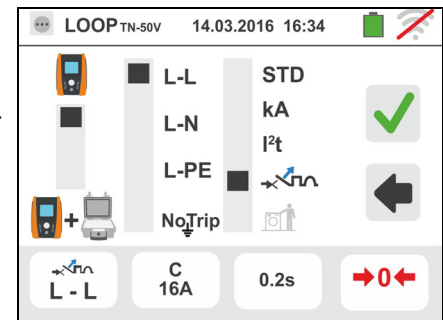 LOOP TN-50V 14.03.2016 16:34
L-L STD
L-N kA
I²t
L-PE
NoTrip
L - L
C
16A
0.2s
→0←